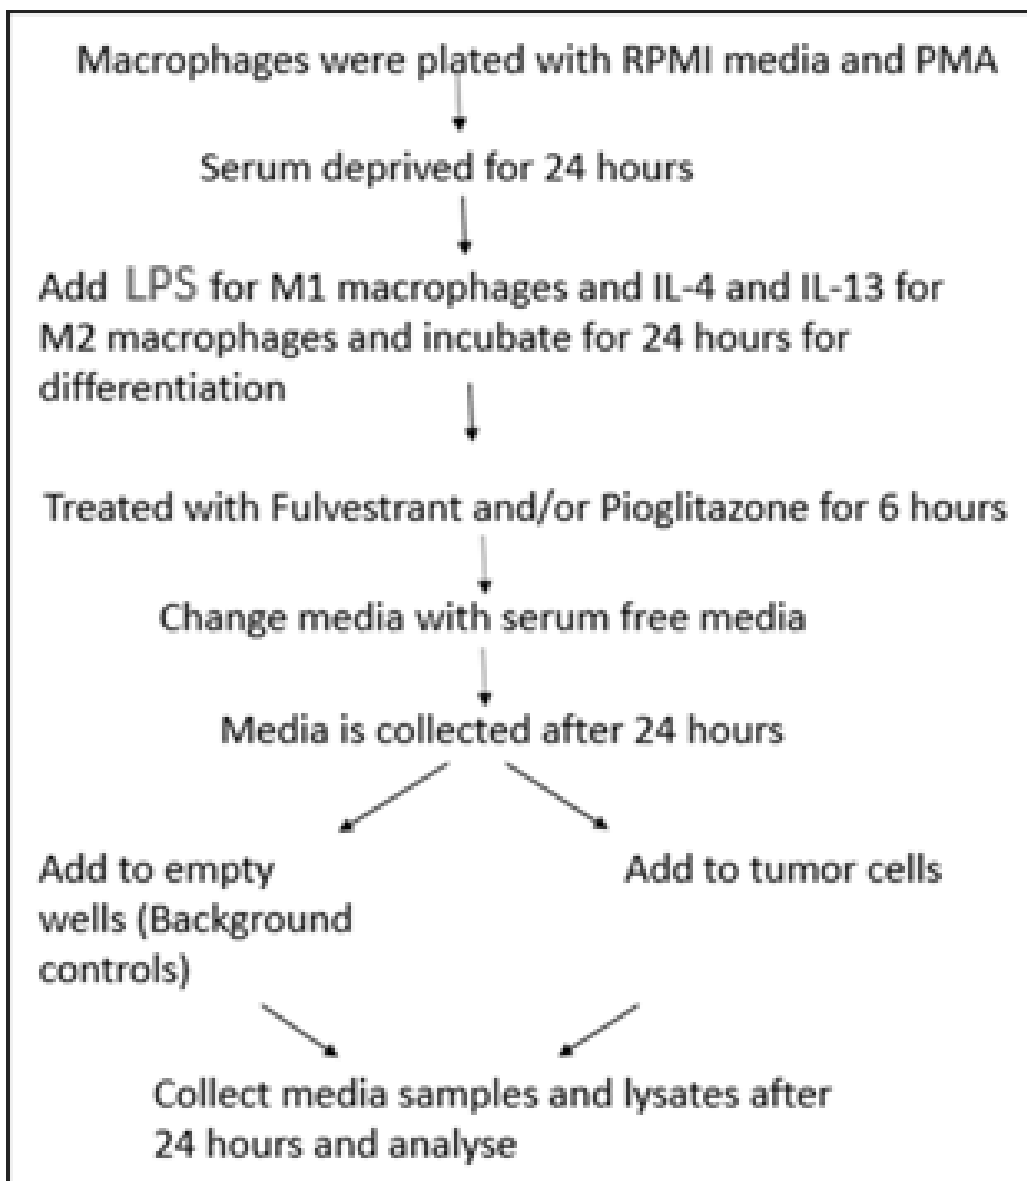 Macrophages were plated with RPMI media and PMA
Serum deprived for 24 hours
Add LPS for M1 macrophages and IL-4 and IL-13 for
M2 macrophages and incubate for 24 hours for
differentiation
Treated with Fulvestrant and/or Pioglitazone for 6 hours
Change media with serum free media
Media is collected after 24 hours
Add to empty
wells (Background
controls)
Add to tumor cells
Collect media samples and lysates after
24 hours and analyse